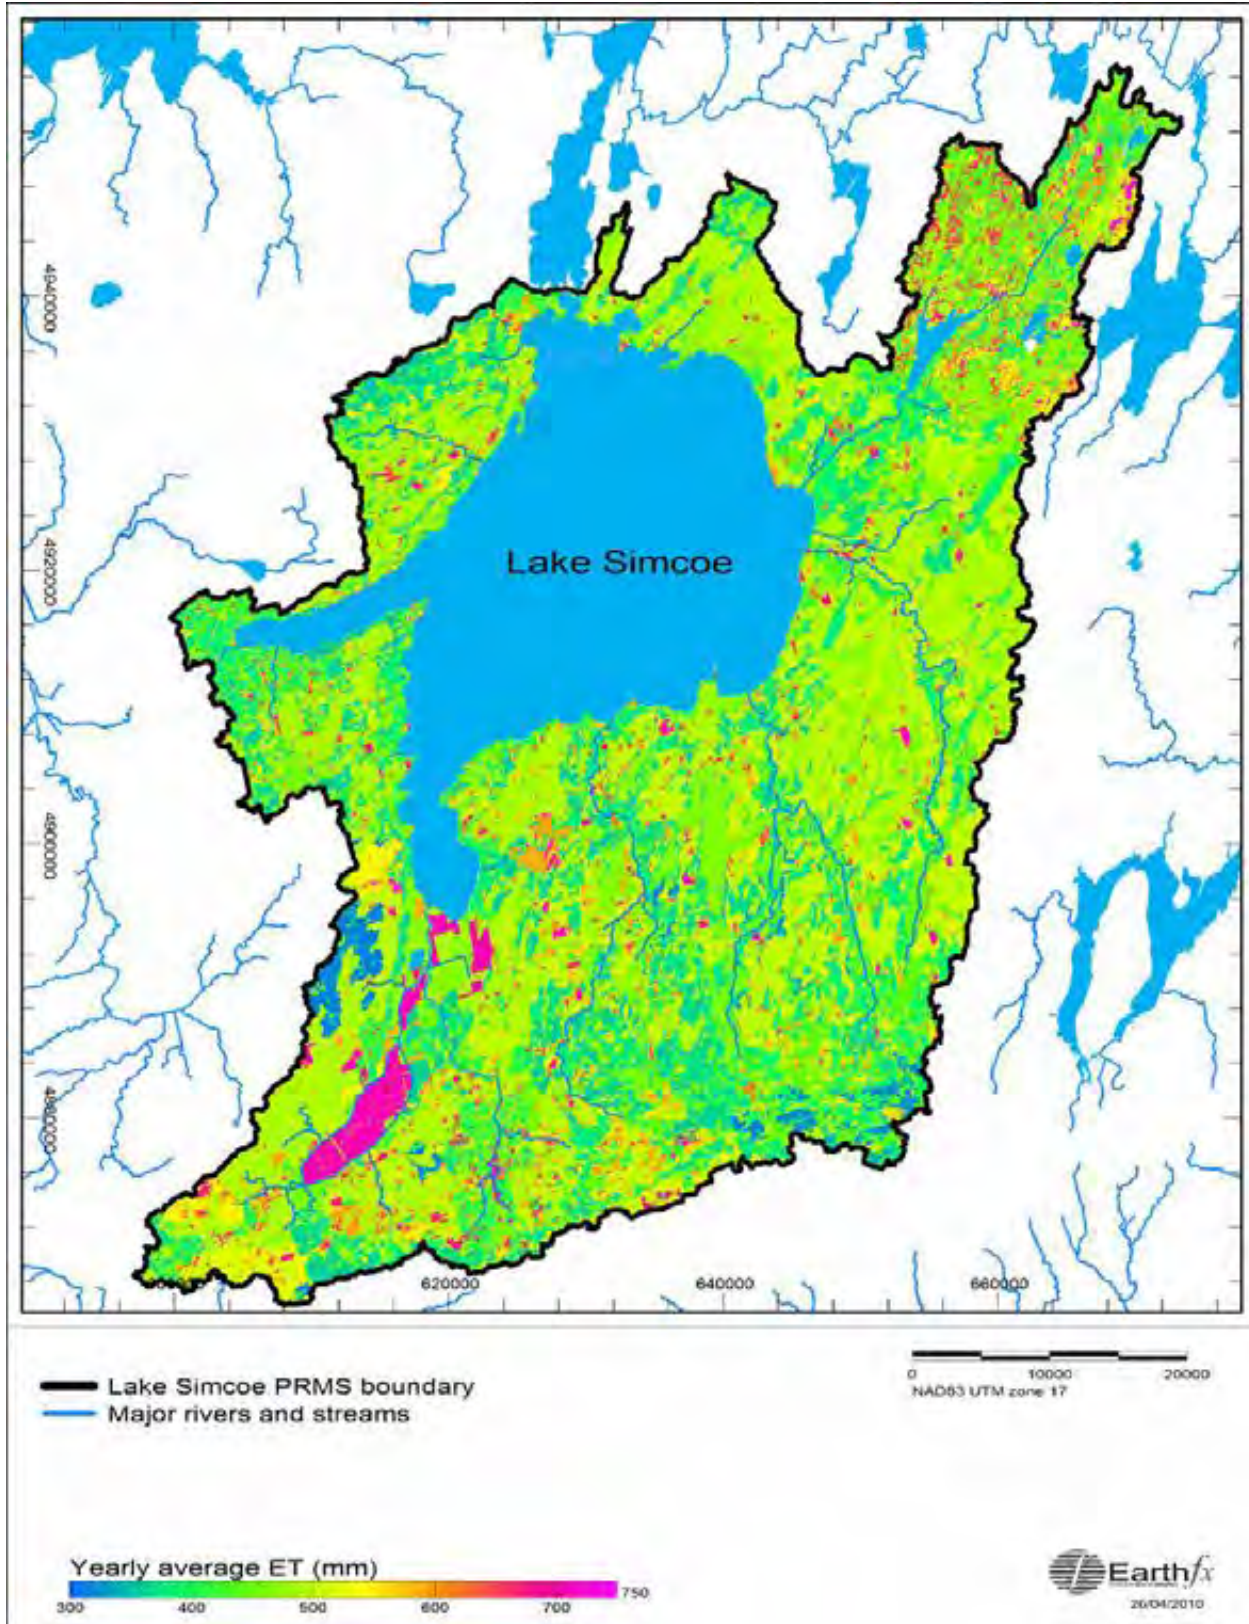 4940000
4920000
Lake Simcoe
4900000
4880000
620000
640000
660000
Lake Simcoe PRMS boundary
Major rivers and streams
0 10000 20000
NAD83 UTM zone 17
Yearly average ET (mm)
300 400 500 600 700 750
Earthfx
26/04/2010